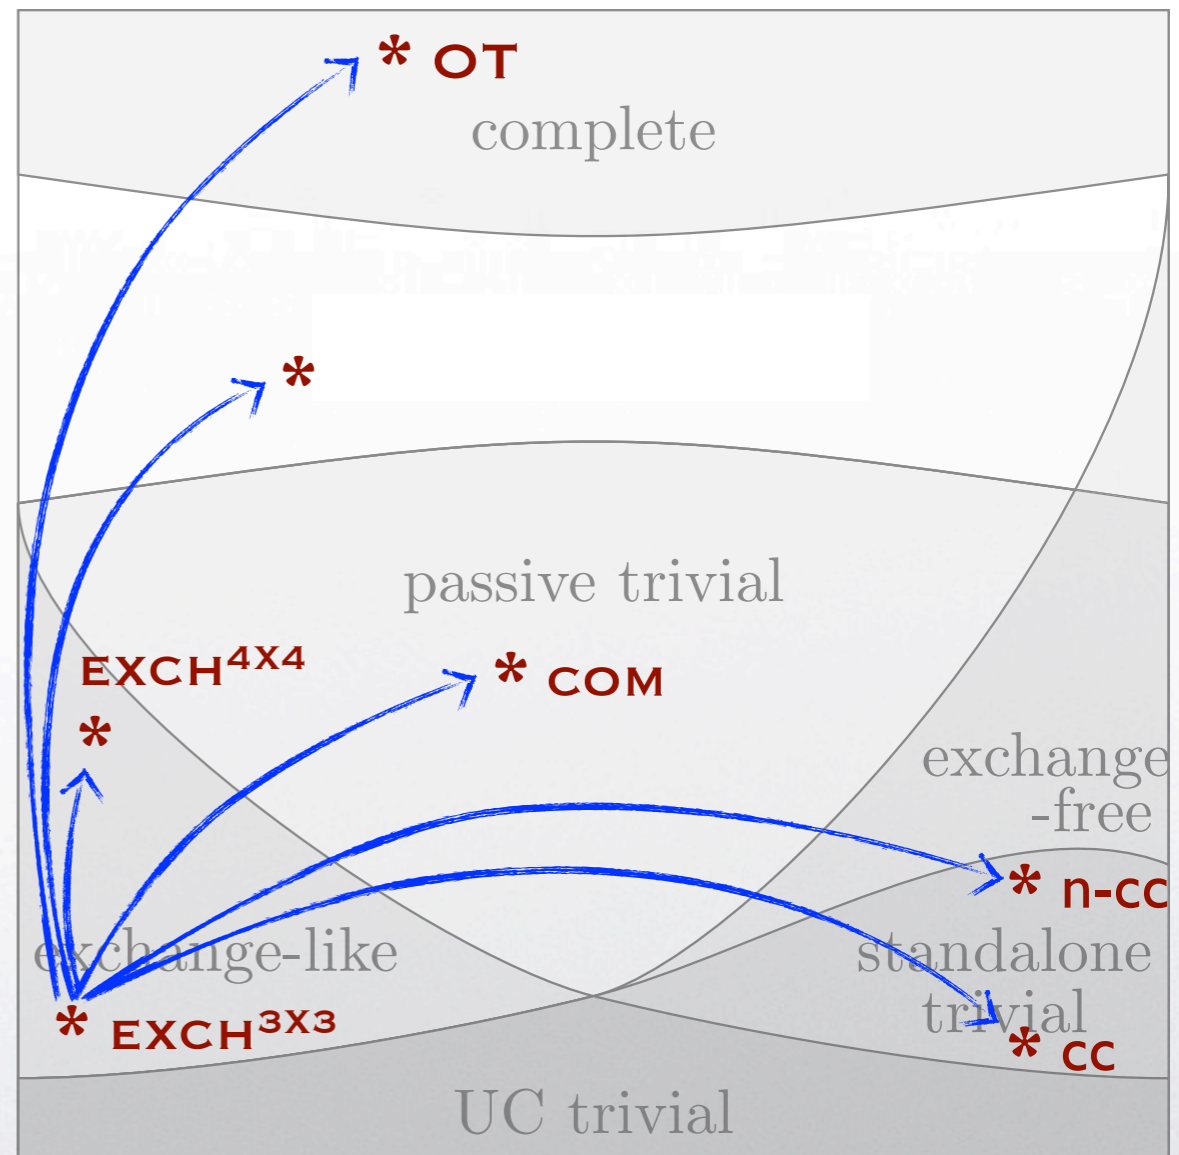 * OT
complete
*
passive trivial
EXCH4X4
*
* COM
exchange
-free
* n-cc
exchange-like
standalone
trivial
* EXCH3X3
* cc
UC trivial